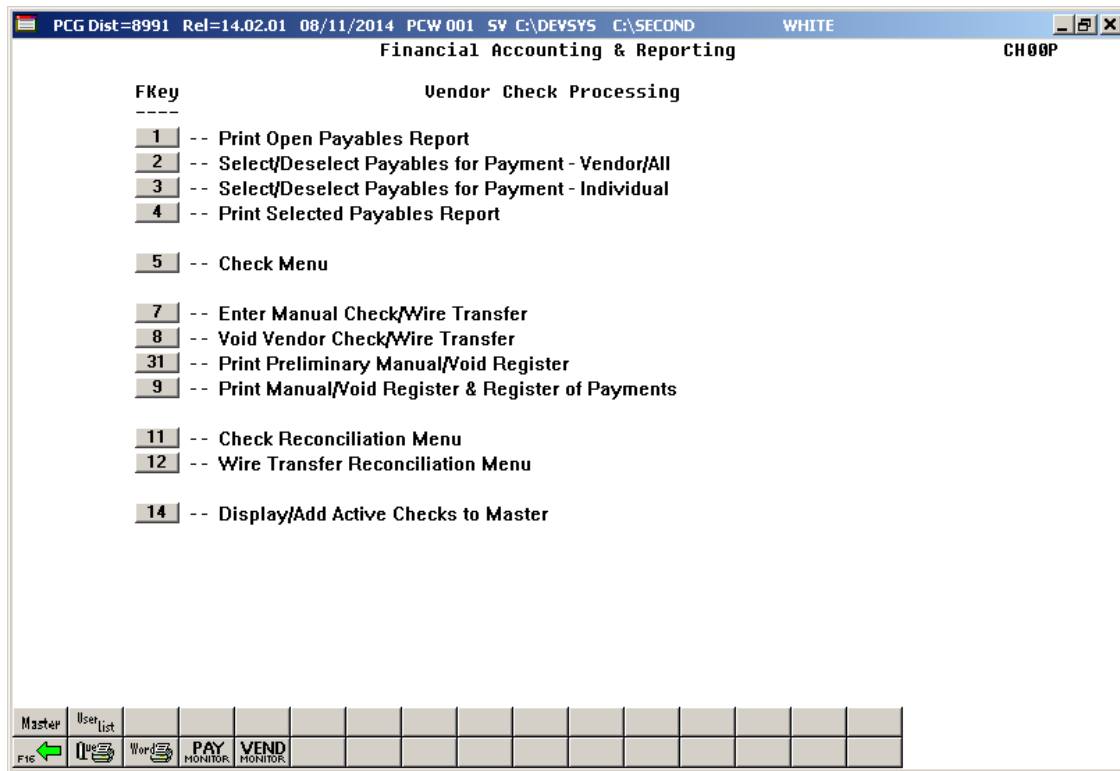 PCG Dist=8991 Rel=14.02.01 08/11/2014 PCW 001 SV C:\DEVSYS C:\SECOND WHITE
Financial Accounting & Reporting CH00P
FKey Vendor Check Processing
----
1 -- Print Open Payables Report
2 -- Select/Deselect Payables for Payment - Vendor/All
3 -- Select/Deselect Payables for Payment - Individual
4 -- Print Selected Payables Report
5 -- Check Menu
7 -- Enter Manual Check/Wire Transfer
8 -- Void Vendor Check/Wire Transfer
31 -- Print Preliminary Manual/Void Register
9 -- Print Manual/Void Register & Register of Payments
11 -- Check Reconciliation Menu
12 -- Wire Transfer Reconciliation Menu
14 -- Display/Add Active Checks to Master
Master User List
F16 Que Word PAY MONITOR VEND MONITOR